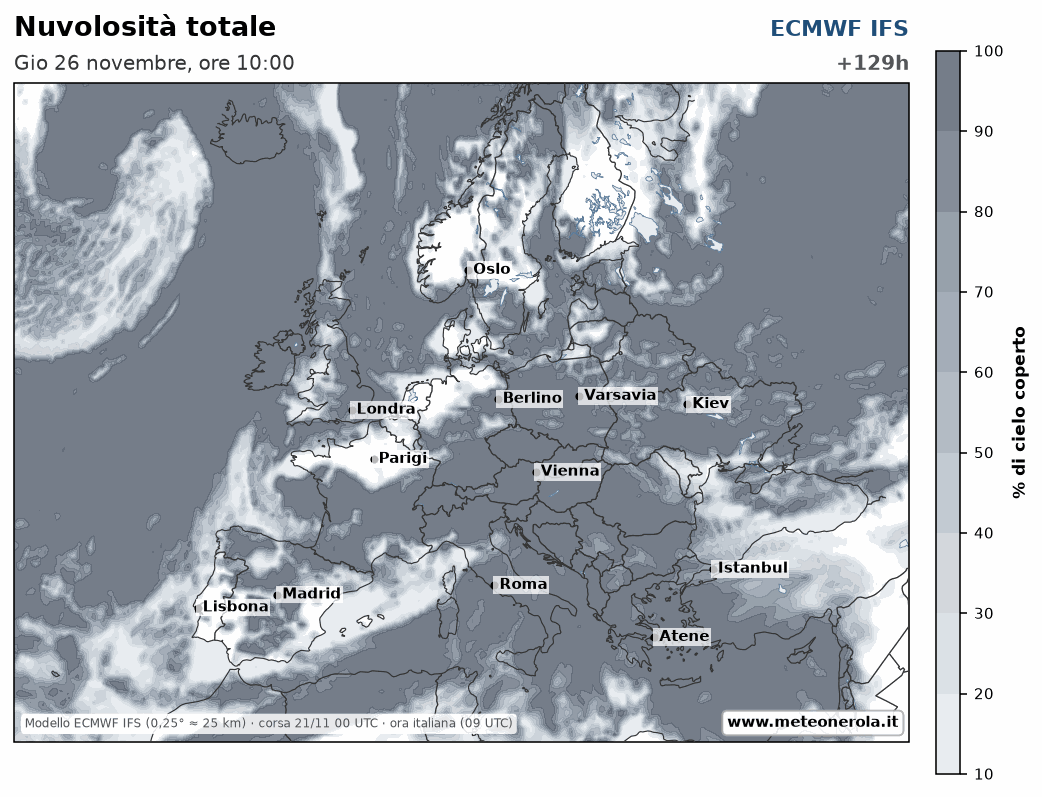 Nuvolosità totale
ECMWF IFS
Gio 26 novembre, ore 10:00
+129h
100
90
80
70
60
50
40
30
20
10
% di cielo coperto
Oslo
Londra
Berlino
Varsavia
Kiev
Parigi
Vienna
Istanbul
Roma
Madrid
Lisbona
Atene
Modello ECMWF IFS (0,25° ≈ 25 km) · corsa 21/11 00 UTC · ora italiana (09 UTC)
www.meteonerola.it